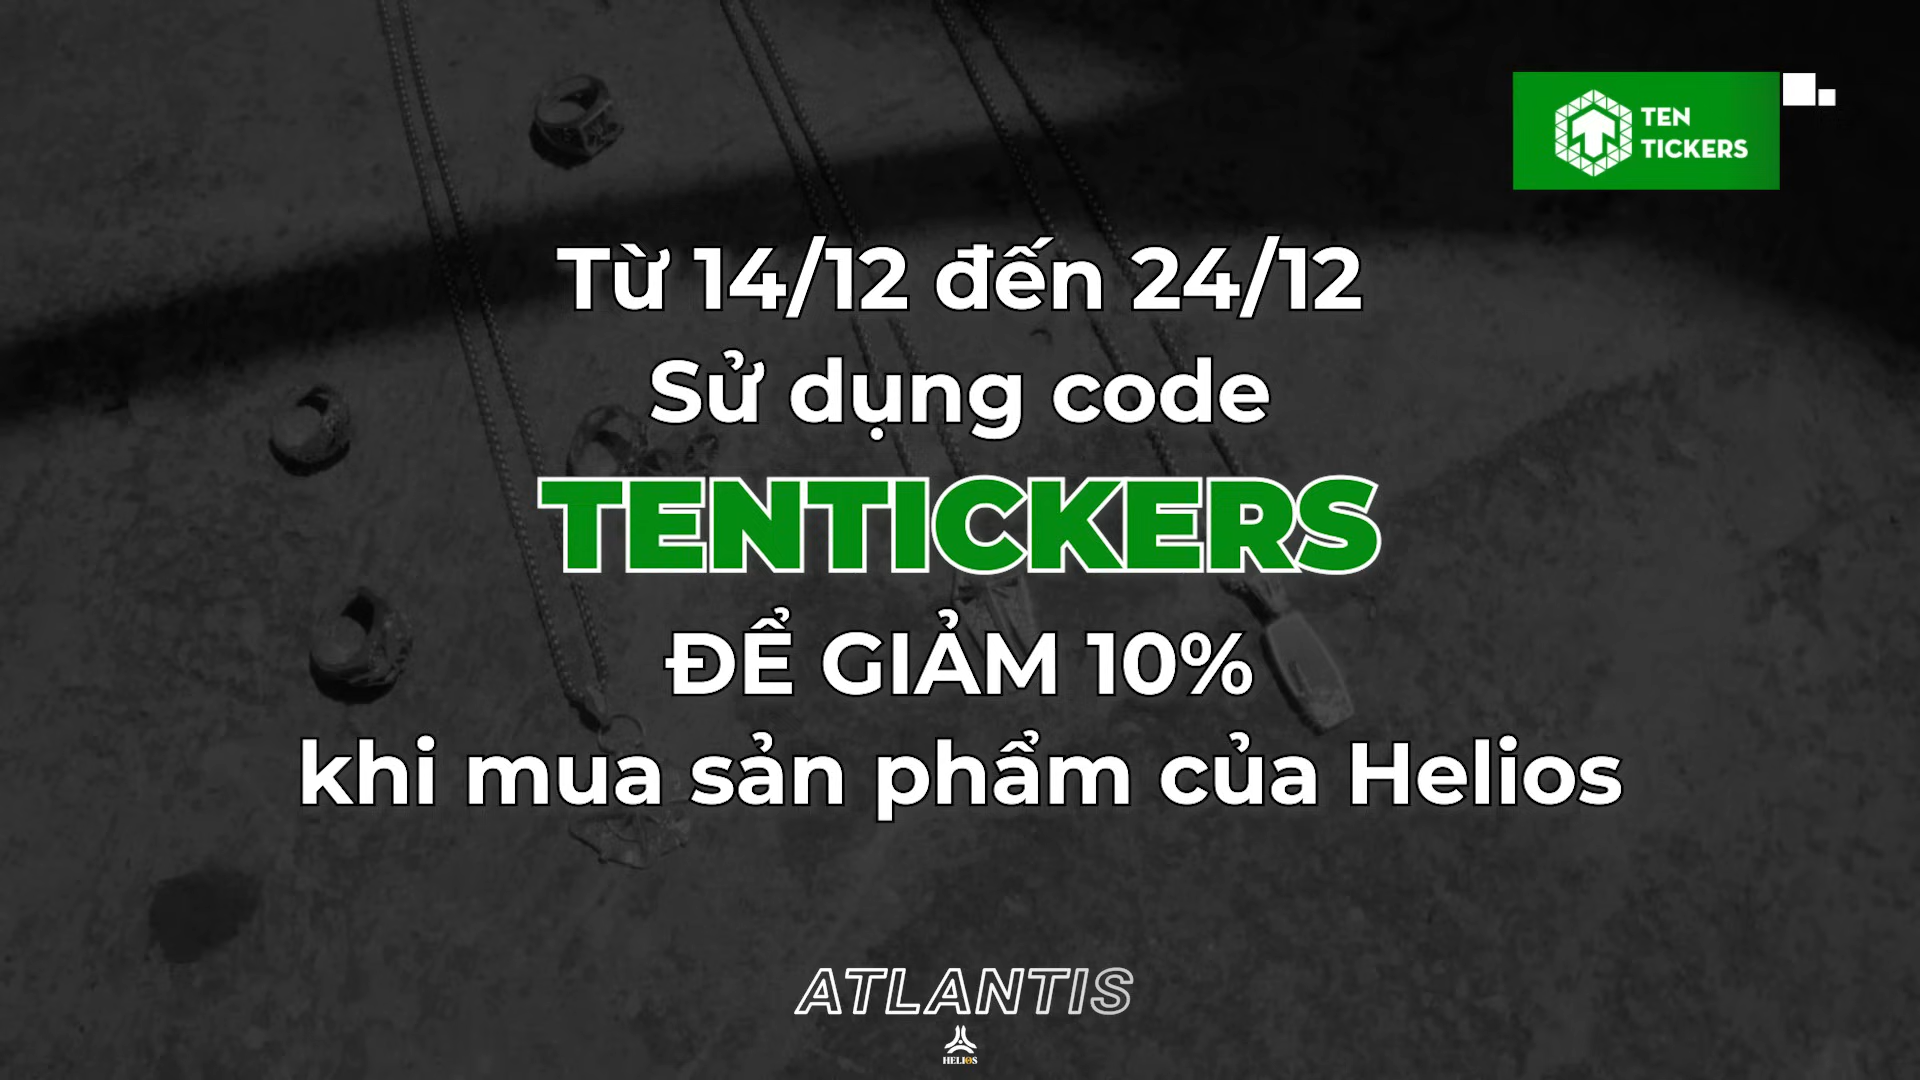 TEN
TICKERS
Từ 14/12 đến 24/12
Sử dụng code
TENTICKERS
ĐỂ GIẢM 10%
khi mua sản phẩm của Helios
ATLANTIS
HELIOS